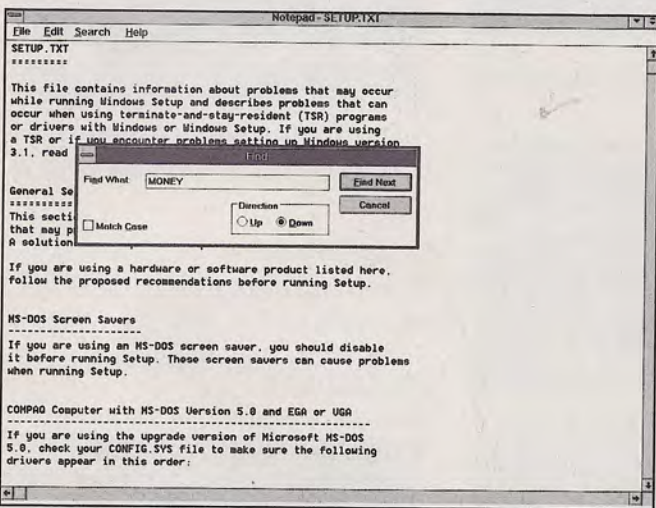 Notepad - SETUP.TXT
File Edit Search Help
SETUP.TXT
=========
This file contains information about problems that may occur
while running Windows Setup and describes problems that can
occur when using terminate-and-stay-resident (TSR) programs
or drivers with Windows or Windows Setup. If you are using
a TSR or if you encounter problems setting up Windows version
3.1, read
Find
Find What: MONEY
Find Next
Cancel
Direction
Up Down
Match Case
General Se
==========
This secti
that may p
A solution
If you are using a hardware or software product listed here,
follow the proposed recommendations before running Setup.
MS-DOS Screen Savers
--------------------
If you are using an MS-DOS screen saver, you should disable
it before running Setup. These screen savers can cause problems
when running Setup.
COMPAQ Computer with MS-DOS Version 5.0 and EGA or VGA
------------------------------------------------------
If you are using the upgrade version of Microsoft MS-DOS
5.0, check your CONFIG.SYS file to make sure the following
drivers appear in this order: